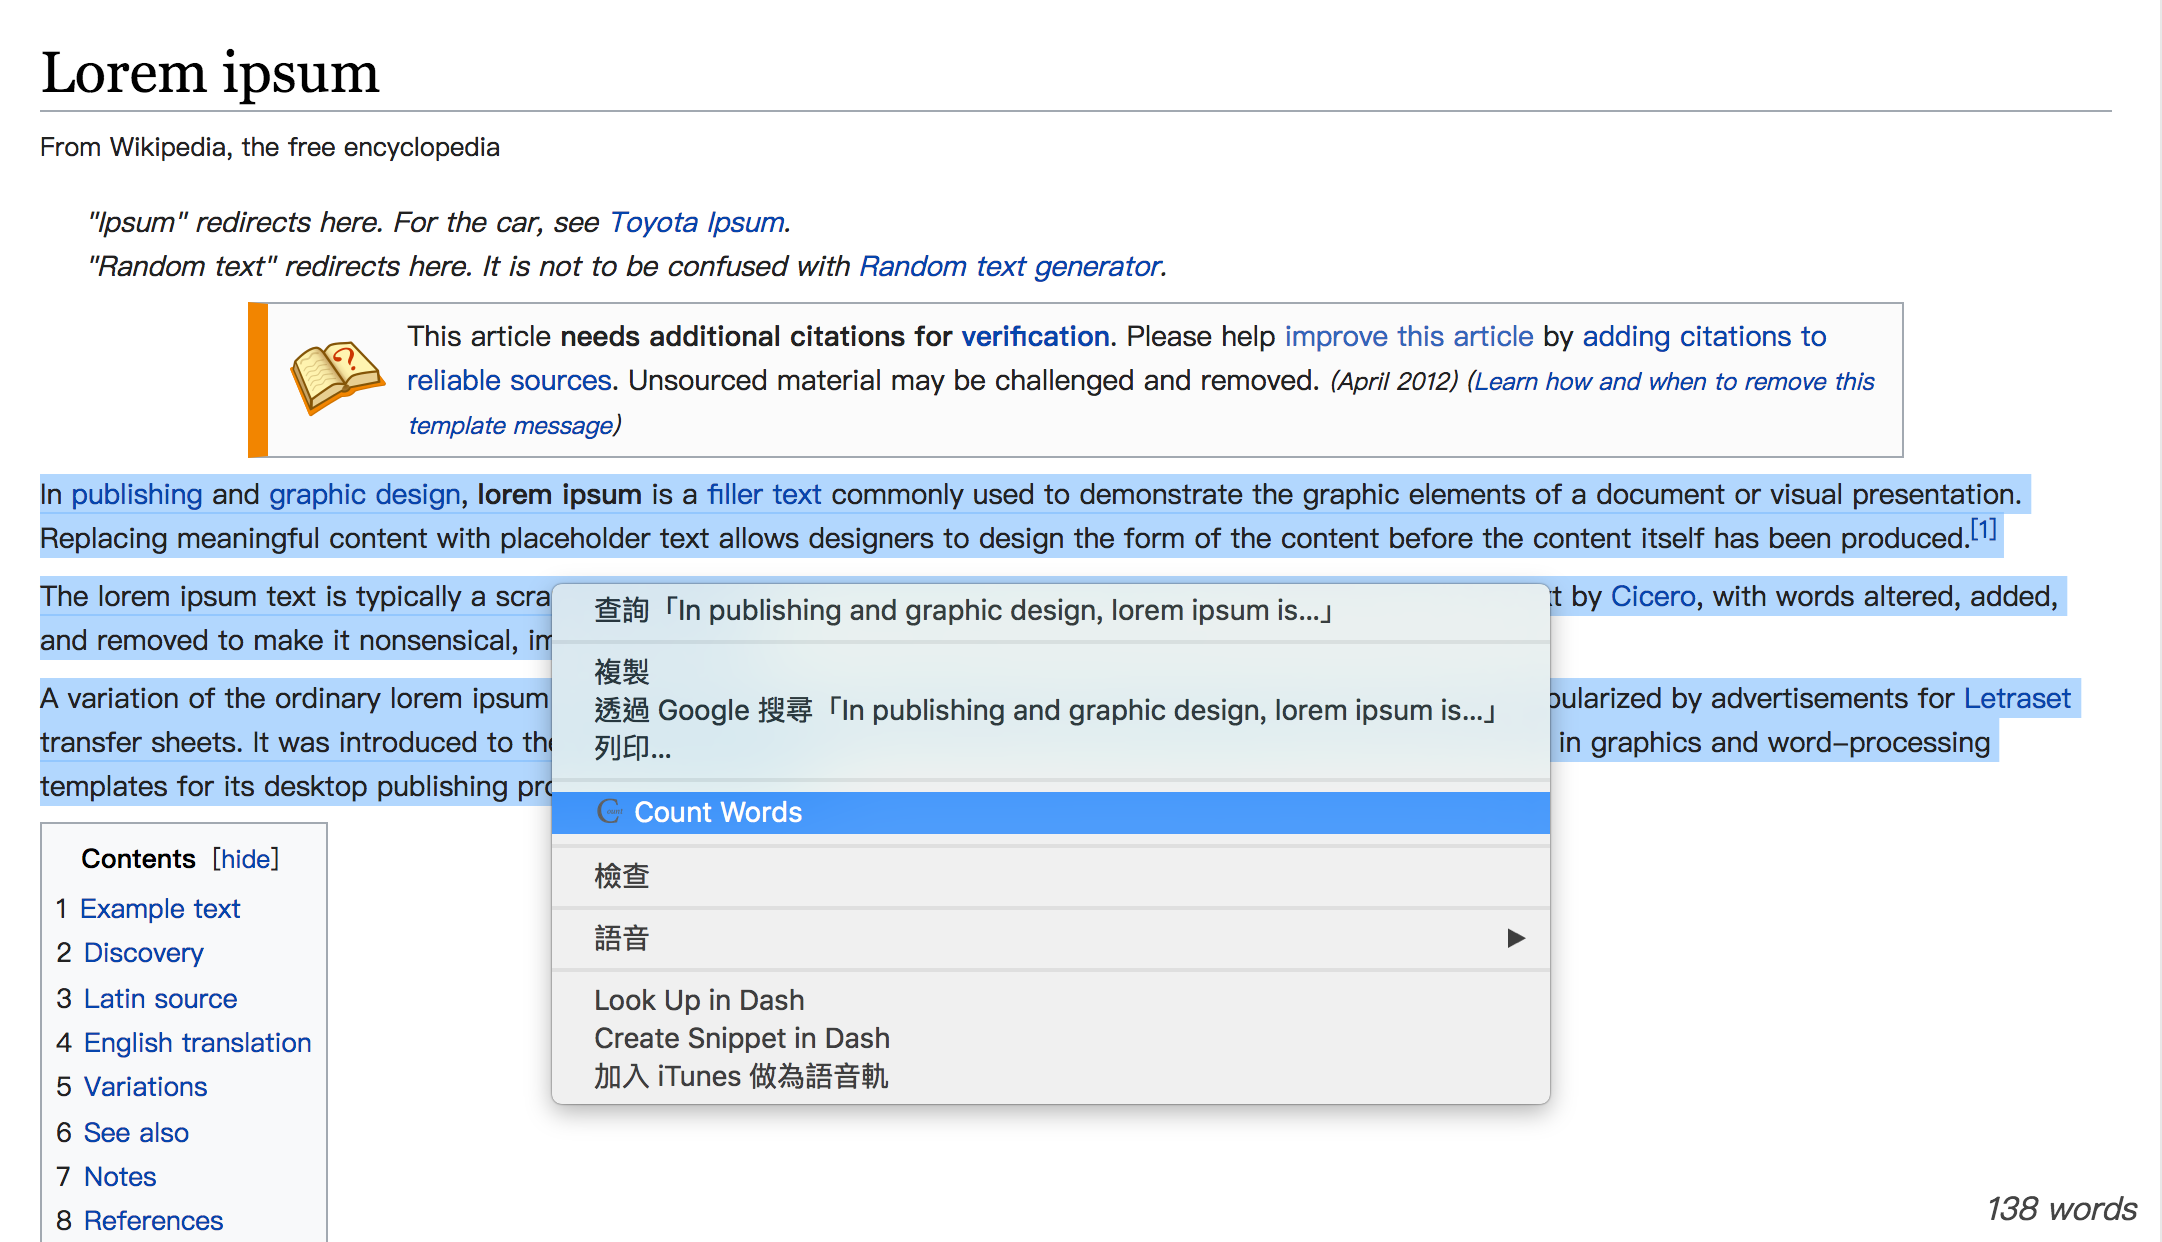 Lorem ipsum
From Wikipedia, the free encyclopedia
"Ipsum" redirects here. For the car, see Toyota Ipsum.
"Random text" redirects here. It is not to be confused with Random text generator.
This article needs additional citations for verification. Please help improve this article by adding citations to
reliable sources. Unsourced material may be challenged and removed. (April 2012) (Learn how and when to remove this
template message)
In publishing and graphic design, lorem ipsum is a filler text commonly used to demonstrate the graphic elements of a document or visual presentation.
Replacing meaningful content with placeholder text allows designers to design the form of the content before the content itself has been produced.[1]
The lorem ipsum text is typically a scra
t by Cicero, with words altered, added,
and removed to make it nonsensical, im
A variation of the ordinary lorem ipsum
pularized by advertisements for Letraset
transfer sheets. It was introduced to the
in graphics and word-processing
templates for its desktop publishing pro
查詢「In publishing and graphic design, lorem ipsum is...」
複製
透過 Google 搜尋「In publishing and graphic design, lorem ipsum is...」
列印...
Count Words
檢查
語音
Look Up in Dash
Create Snippet in Dash
加入 iTunes 做為語音軌
Contents [hide]
1 Example text
2 Discovery
3 Latin source
4 English translation
5 Variations
6 See also
7 Notes
8 References
138 words